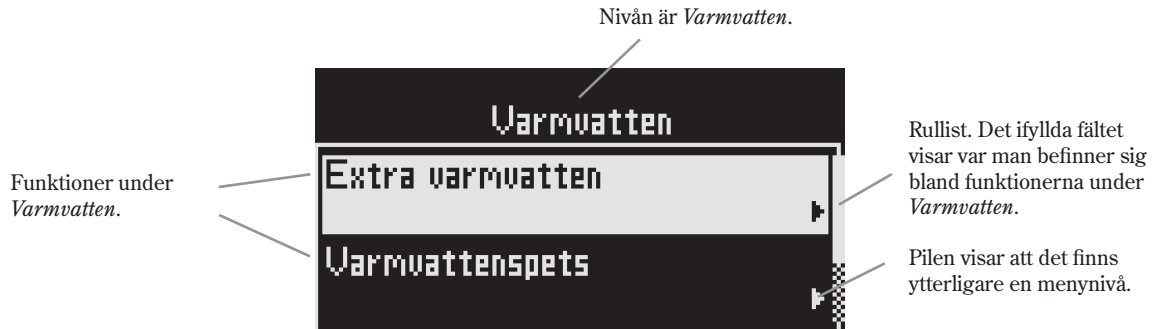 Nivån är Varmvatten.
Varmvatten
Extra varmvatten
Varmvattenspets
Funktioner under
Varmvatten.
Rullist. Det ifyllda fältet
visar var man befinner sig
bland funktionerna under
Varmvatten.
Pilen visar att det finns
ytterligare en menynivå.